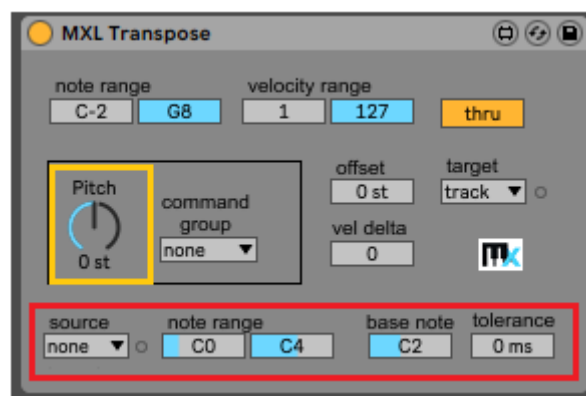 MXL Transpose
note range velocity range
C-2 G8 1 127 thru
Pitch
0 st
command
group
none
offset target
0 st track
vel delta
0
mx
source note range base note tolerance
none C0 C4 C2 0 ms